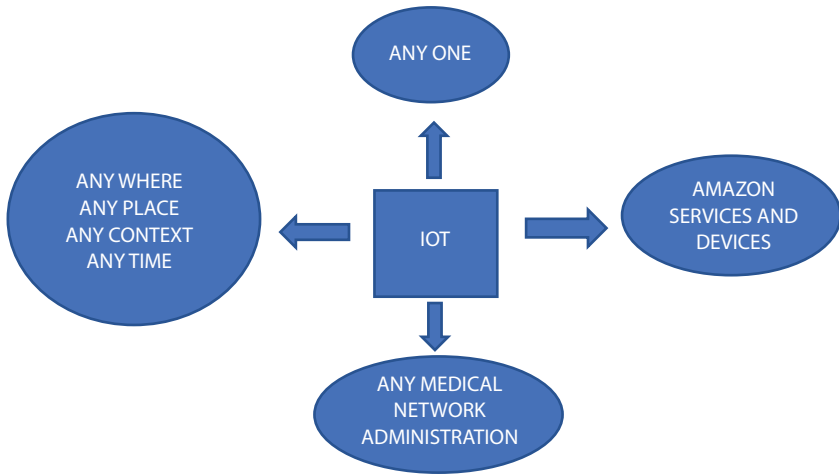 ANY ONE
ANY WHERE
ANY PLACE
ANY CONTEXT
ANY TIME
IOT
AMAZON
SERVICES AND
DEVICES
ANY MEDICAL
NETWORK
ADMINISTRATION